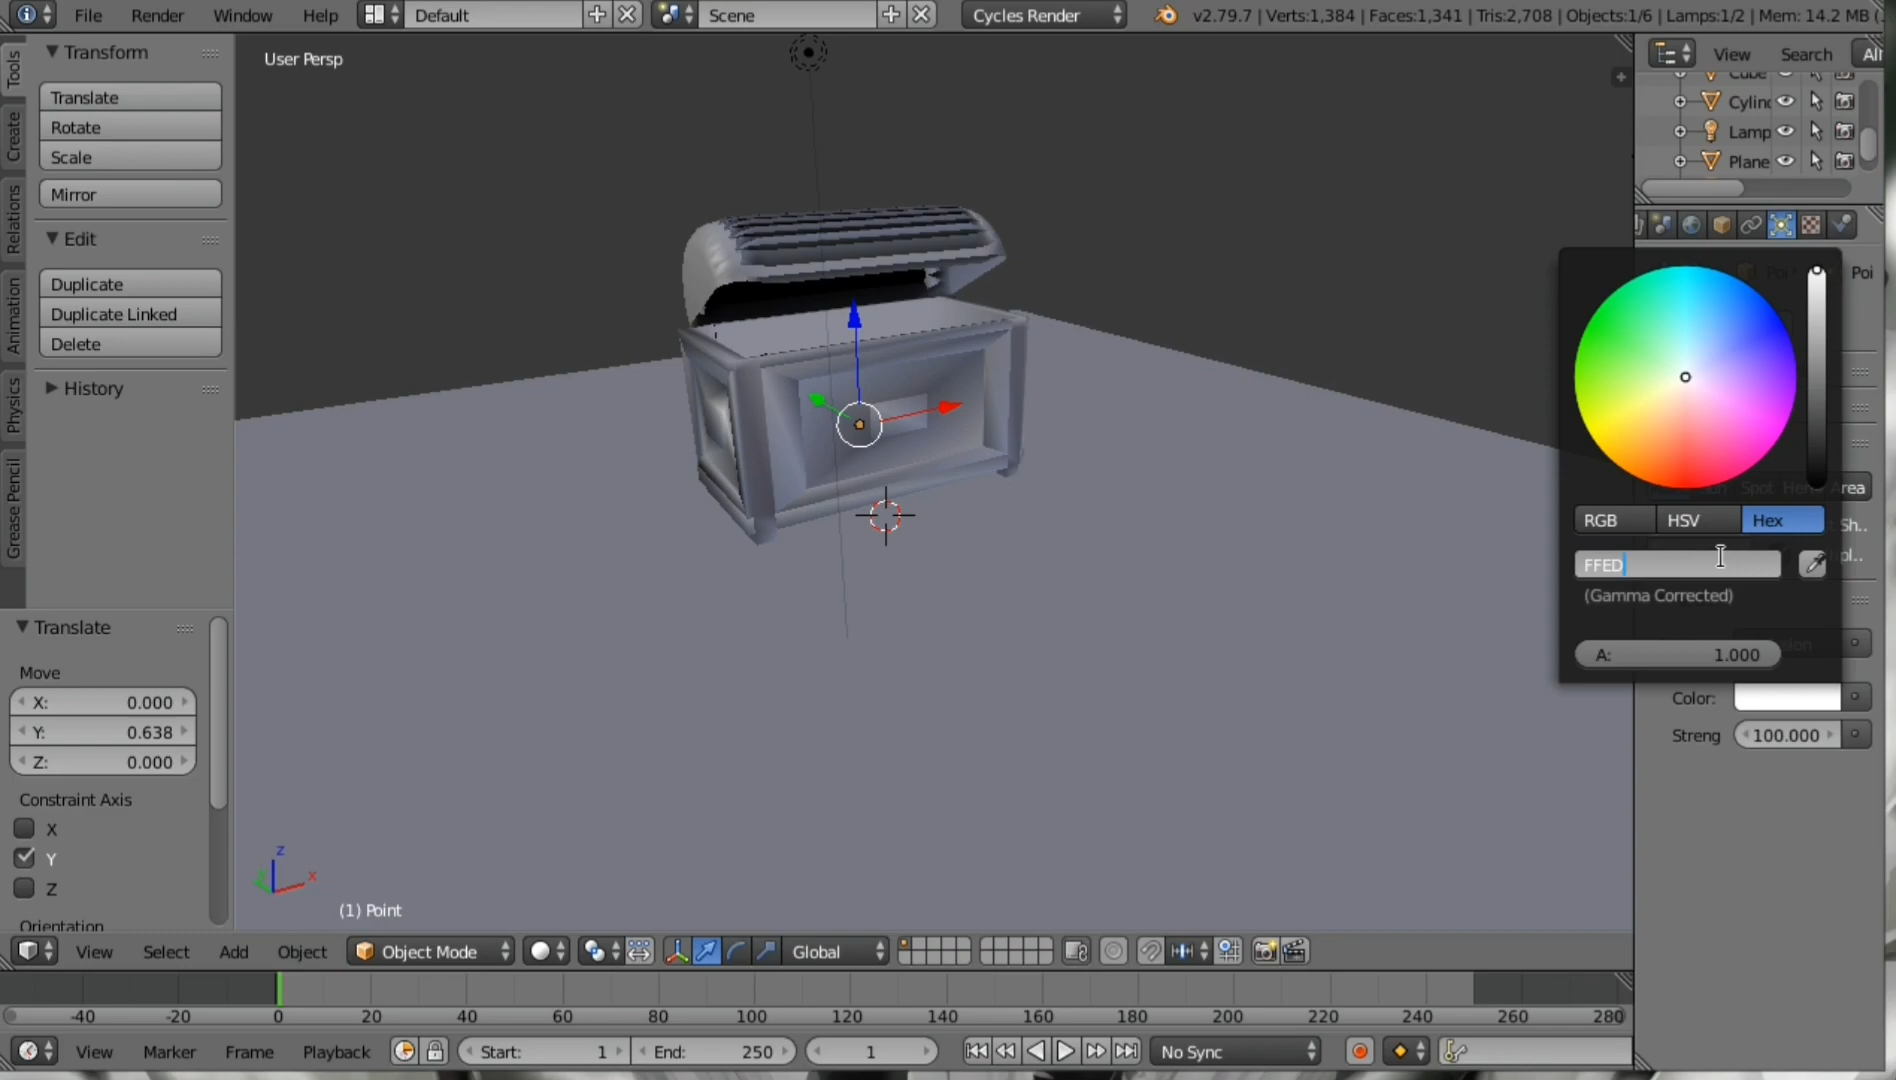 File Render Window Help Default Scene Cycles Render v2.79.7 | Verts:1,384 | Faces:1,341 | Tris:2,708 | Objects:1/6 | Lamps:1/2 | Mem: 14.2 MB
Tools
Create
Relations
Animation
Physics
Grease Pencil
Transform
Translate
Rotate
Scale
Mirror
Edit
Duplicate
Duplicate Linked
Delete
History
Translate
Move
X: 0.000
Y: 0.638
Z: 0.000
Constraint Axis
X
Y
Z
Orientation
User Persp
z
x
(1) Point
View Search All
Cube
Cylind
Lamp
Plane
Poi
Spot Hemi Area
RGB HSV Hex
Sh..
FFED
(Gamma Corrected)
A: 1.000
Color:
Streng 100.000
View Select Add Object Object Mode Global
-40 -20 0 20 40 60 80 100 120 140 160 180 200 220 240 260 280
View Marker Frame Playback Start: 1 End: 250 1 No Sync